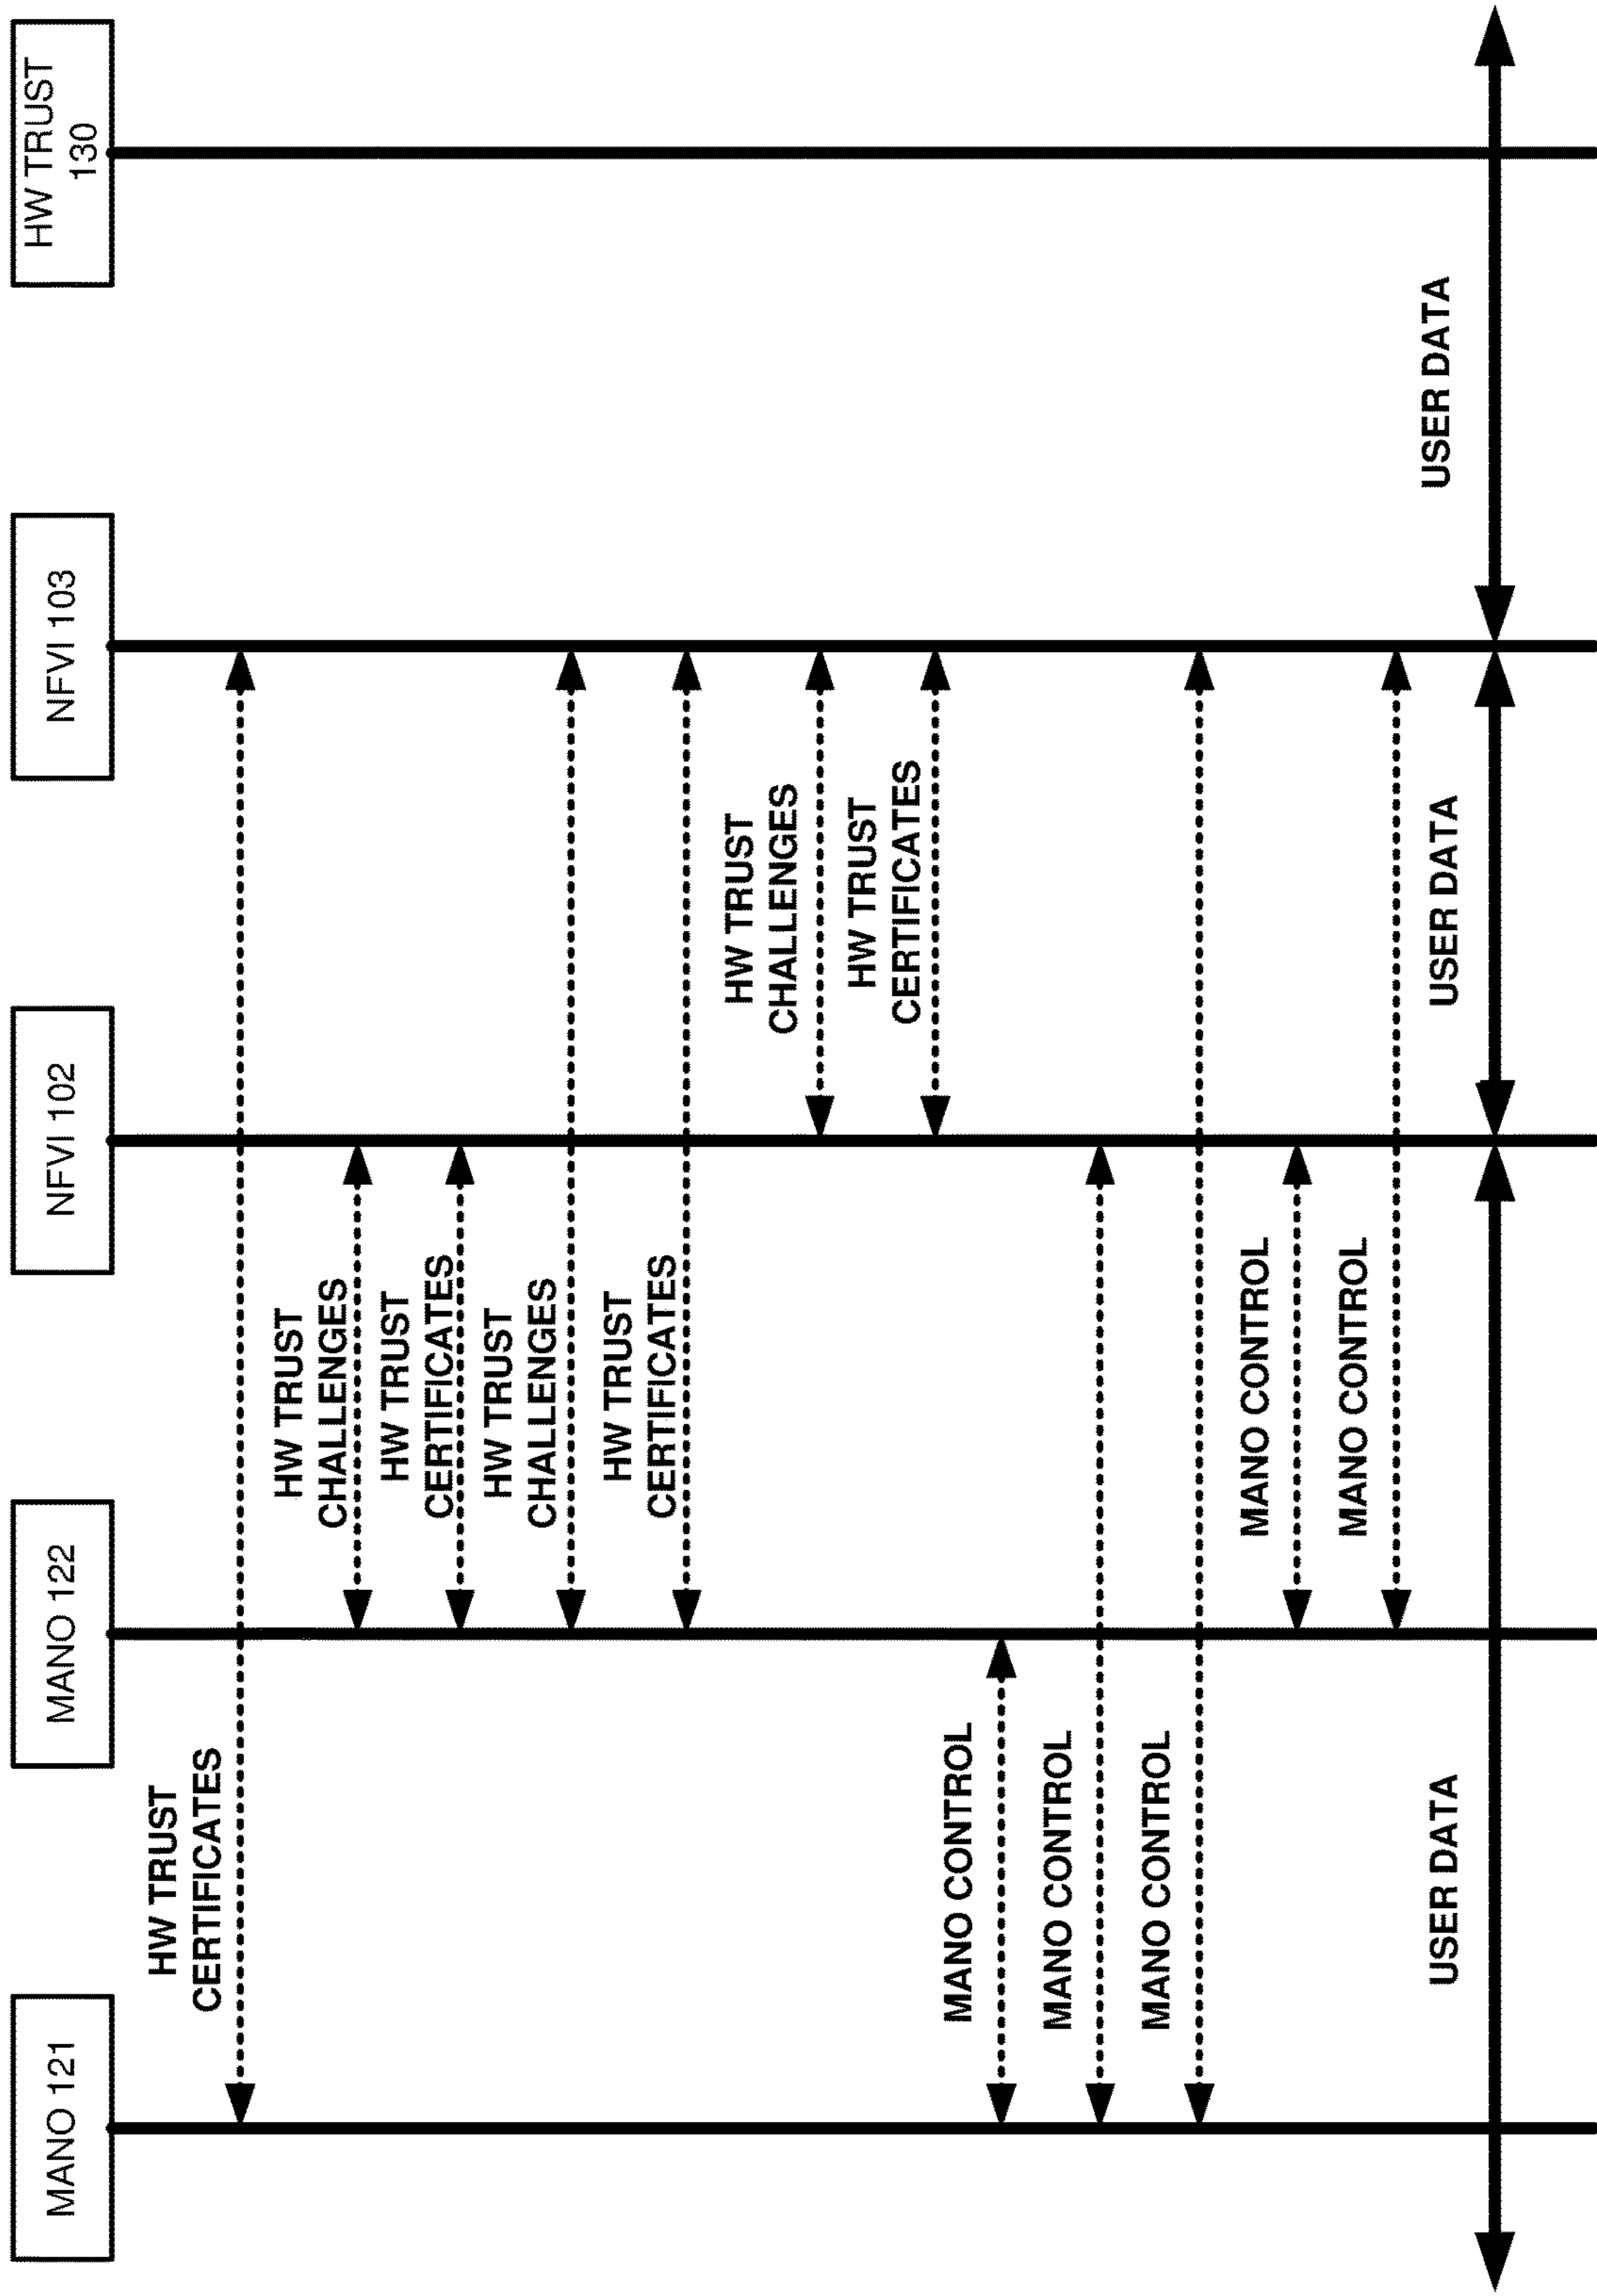 MANO 121
MANO 122
NFVI 102
NFVI 103
HW TRUST
130
HW TRUST
CERTIFICATES
HW TRUST
CHALLENGES
HW TRUST
CERTIFICATES
HW TRUST
CHALLENGES
HW TRUST
CERTIFICATES
HW TRUST
CHALLENGES
HW TRUST
CERTIFICATES
MANO CONTROL
MANO CONTROL
MANO CONTROL
MANO CONTROL
MANO CONTROL
USER DATA
USER DATA
USER DATA